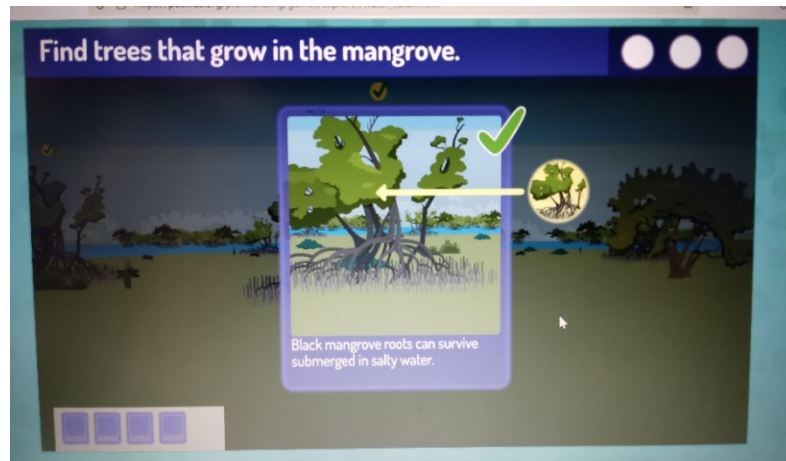 Find trees that grow in the mangrove.
Black mangrove roots can survive
submerged in salty water.